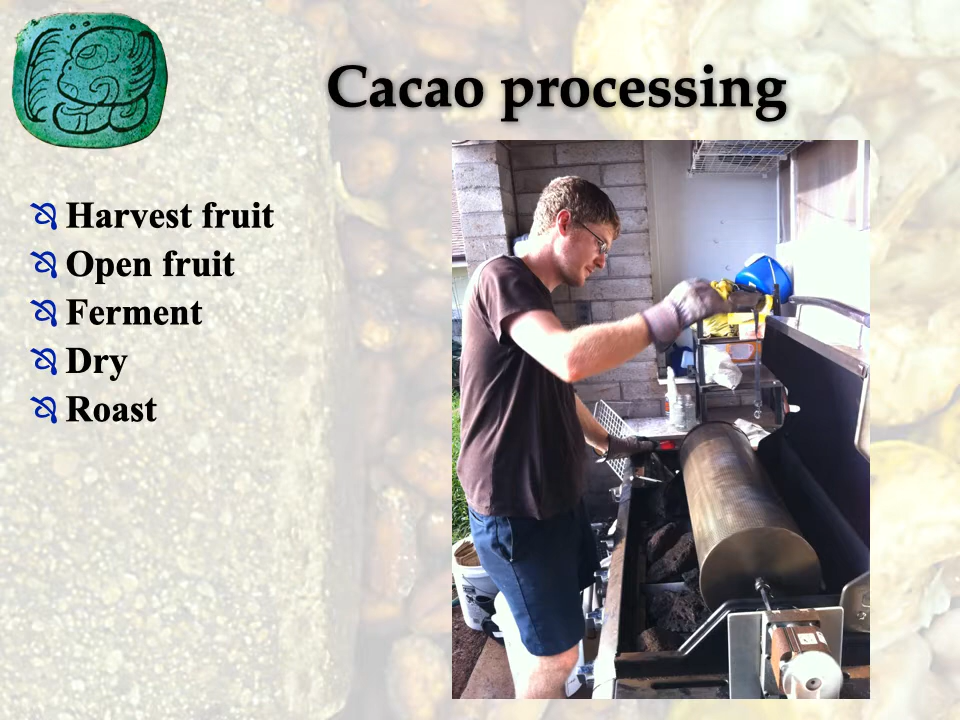 Cacao processing
Harvest fruit
Open fruit
Ferment
Dry
Roast